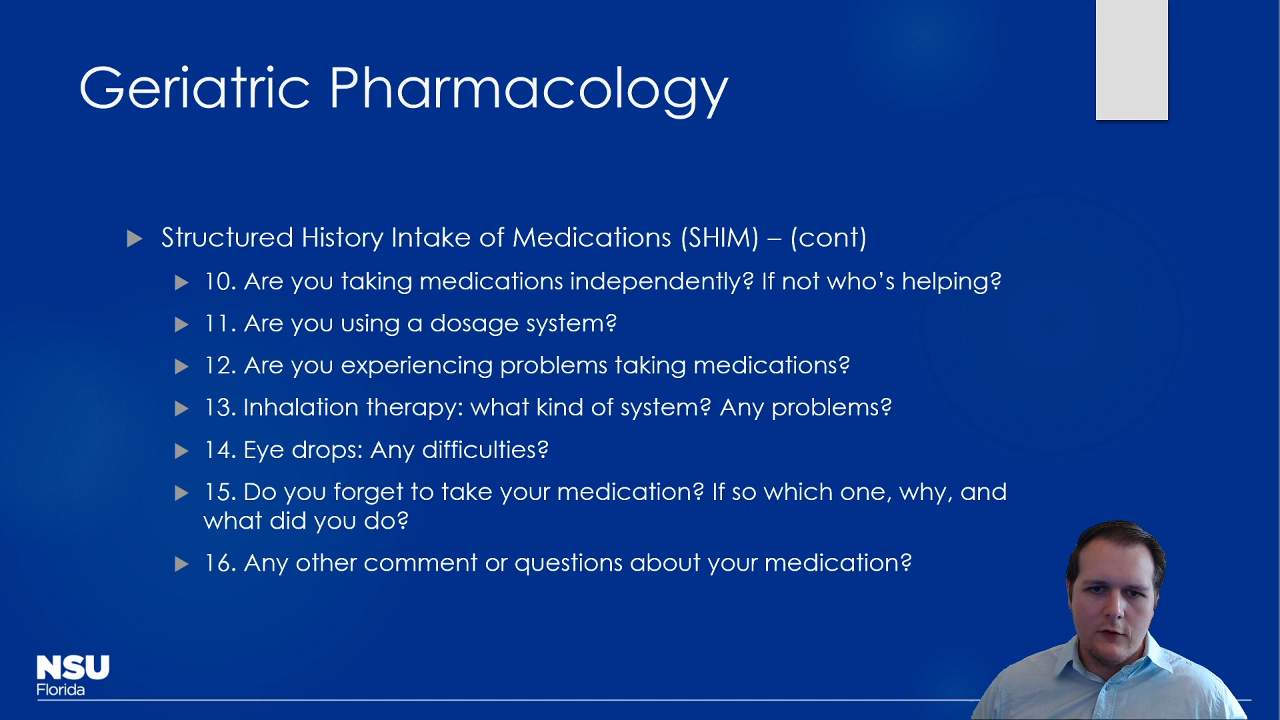 Geriatric Pharmacology
Structured History Intake of Medications (SHIM) – (cont)
10. Are you taking medications independently? If not who’s helping?
11. Are you using a dosage system?
12. Are you experiencing problems taking medications?
13. Inhalation therapy: what kind of system? Any problems?
14. Eye drops: Any difficulties?
15. Do you forget to take your medication? If so which one, why, and
what did you do?
16. Any other comment or questions about your medication?
NSU
Florida